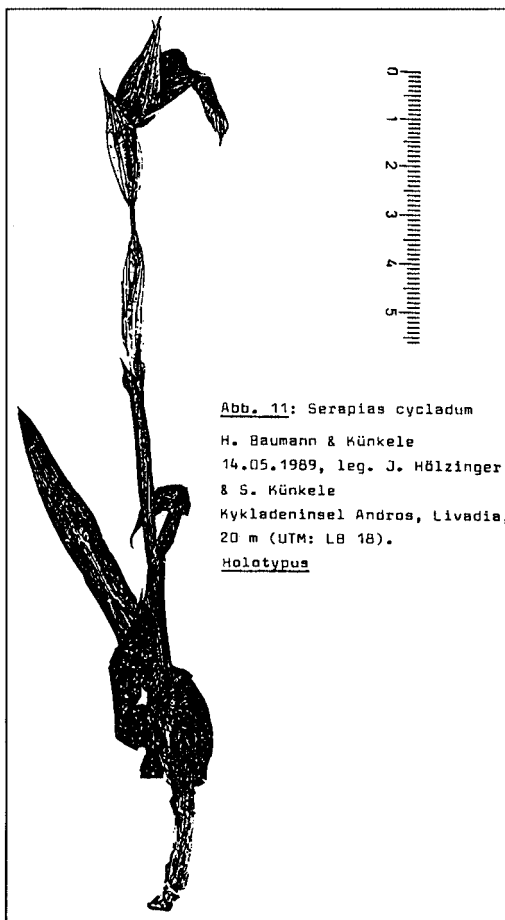 0
1
2
3
4
5
Abb. 11: Serapias cycladum
H. Baumann & Künkele
14.05.1989, leg. J. Hölzinger
& S. Künkele
Kykladeninsel Andros, Livadia,
20 m (UTM: LB 18).
Holotypus